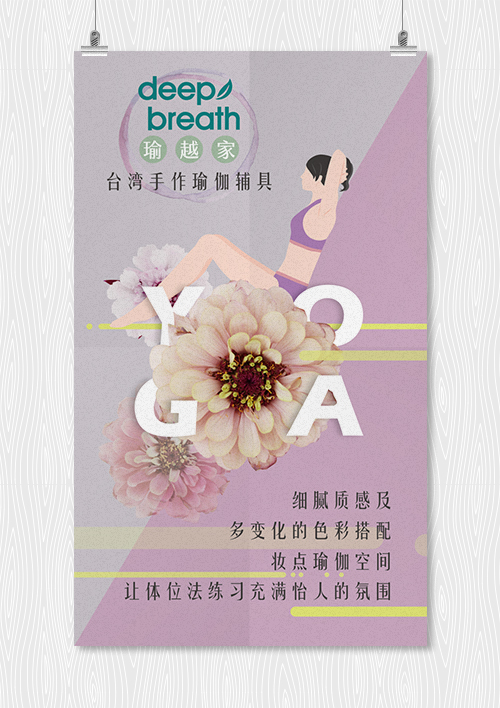 deep
breath
瑜越家
台湾手作瑜伽辅具
YO
GA
细腻质感及
多变化的色彩搭配
妆点瑜伽空间
让体位法练习充满怡人的氛围